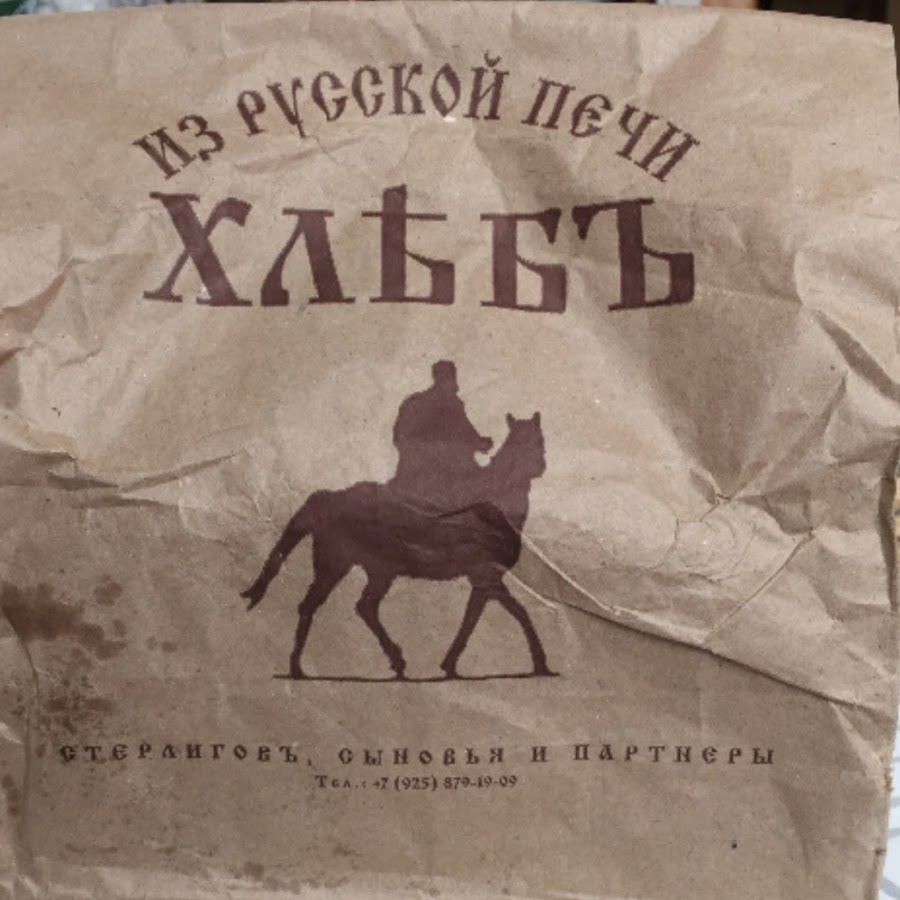 ИЗ РУССКОЙ ПЕЧИ
ХЛѢБЪ
СТЕРЛИГОВЪ, СЫНОВЬЯ И ПАРТНЕРЫ
Тел.: +7 (925) 879-19-09